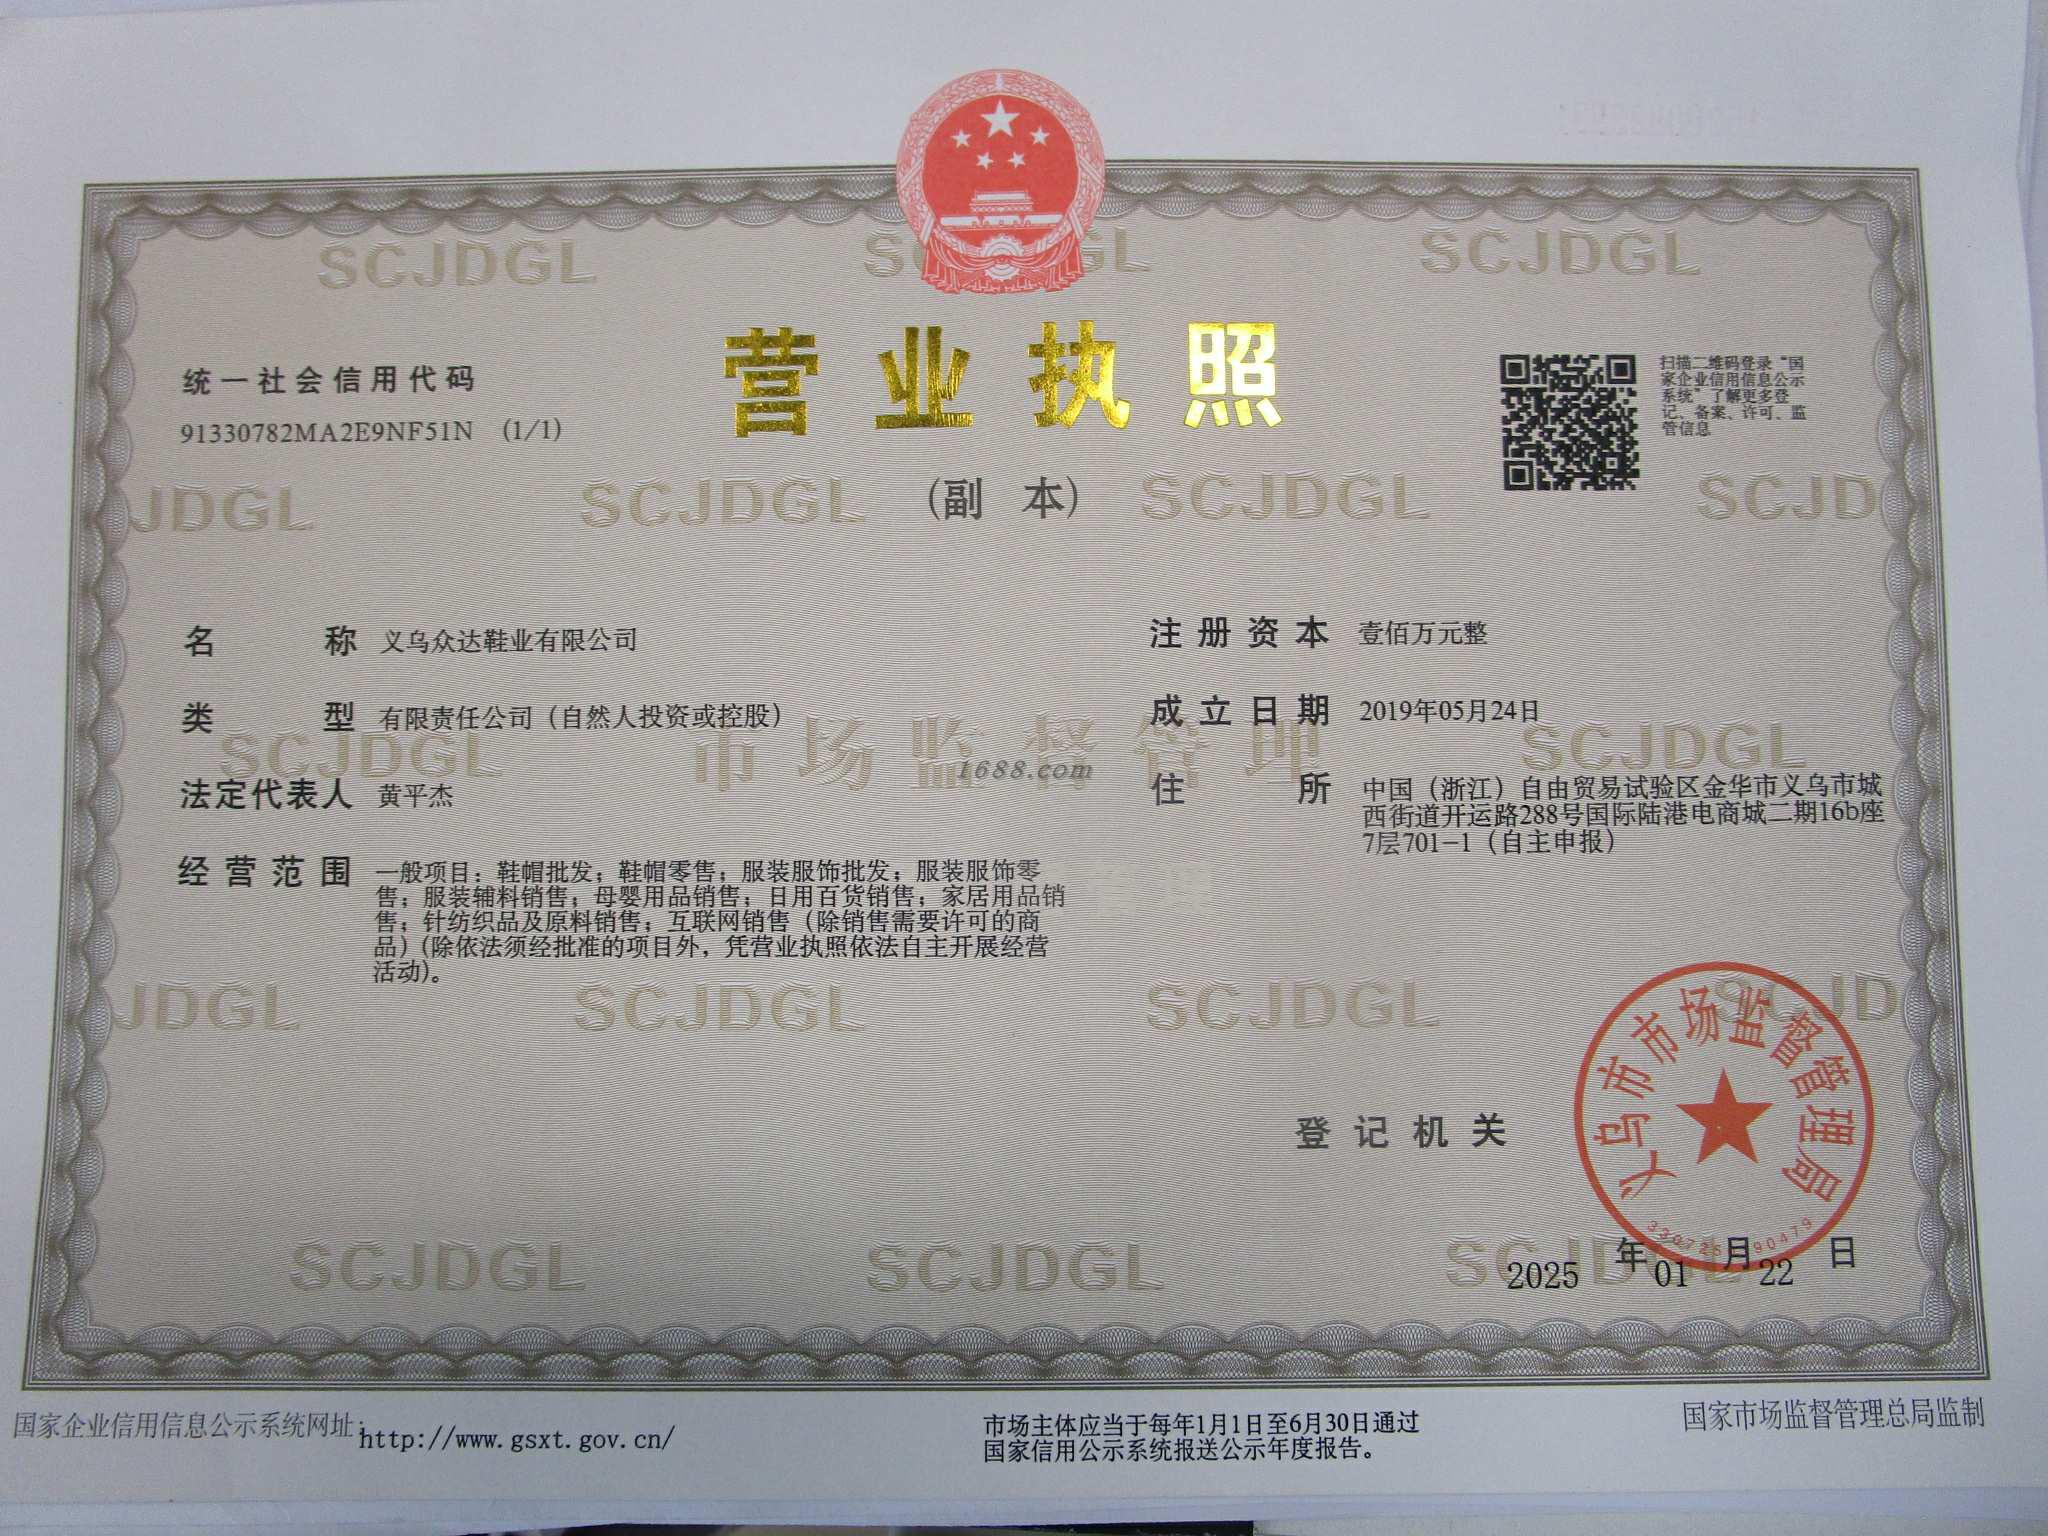 营业执照
(副 本)
统一社会信用代码
91330782MA2E9NF51N (1/1)
扫描二维码登录“国
家企业信用信息公示
系统”了解更多登
记、备案、许可、监
管信息
名 称 义乌众达鞋业有限公司
类 型 有限责任公司（自然人投资或控股）
法定代表人 黄平杰
经营范围 一般项目：鞋帽批发；鞋帽零售；服装服饰批发；服装服饰零
售；服装辅料销售；母婴用品销售；日用百货销售；家居用品销
售；针纺织品及原料销售；互联网销售（除销售需要许可的商
品）(除依法须经批准的项目外，凭营业执照依法自主开展经营
活动)。
注册资本 壹佰万元整
成立日期 2019年05月24日
住 所 中国（浙江）自由贸易试验区金华市义乌市城
西街道开运路288号国际陆港电商城二期16b座
7层701-1（自主申报）
市场监督管理
1688.com
SCJDGL SCJDGL SCJDGL
JDGL SCJDGL SCJDGL SCJD
SCJDGL SCJDGL
JDGL SCJDGL SCJDGL SCJD
SCJDGL SCJDGL SCJDGL
登记机关
义乌市市场监督管理局
2025 年 01 月 22 日
国家企业信用信息公示系统网址：http://www.gsxt.gov.cn/
市场主体应当于每年1月1日至6月30日通过
国家信用公示系统报送公示年度报告。
国家市场监督管理总局监制